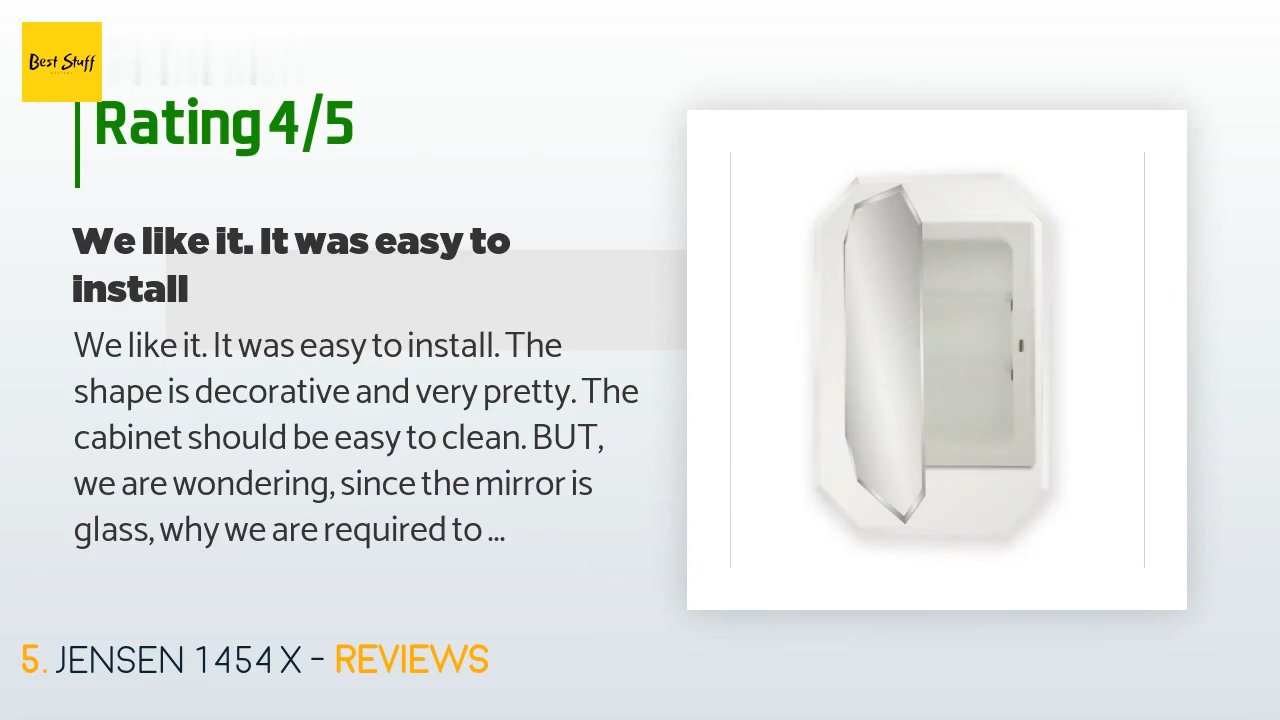 Best Stuff
Rating 4/5
We like it. It was easy to
install
We like it. It was easy to install. The
shape is decorative and very pretty. The
cabinet should be easy to clean. BUT,
we are wondering, since the mirror is
glass, why we are required to ...
5. JENSEN 1454X - REVIEWS